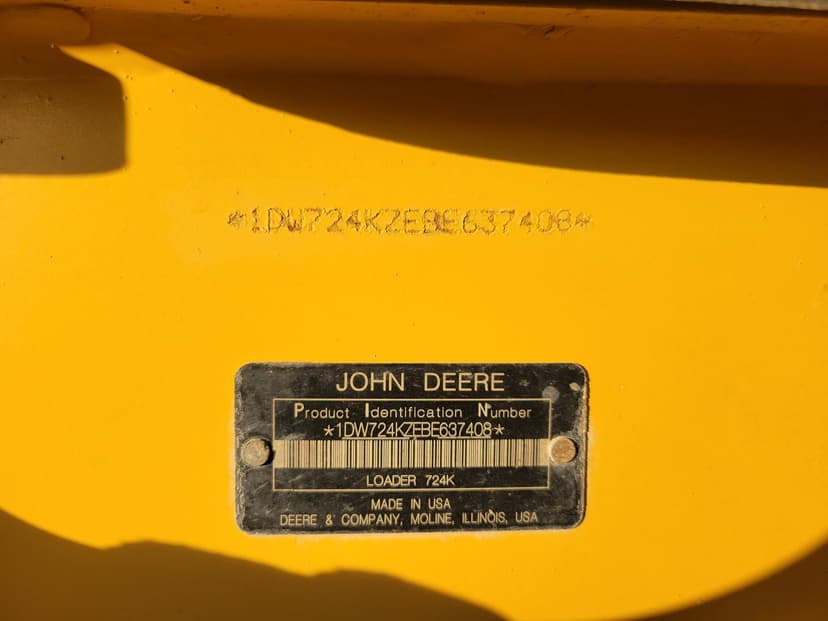 *1DW724KZEBE637408*
JOHN DEERE
Product Identification Number
*1DW724KZEBE637408*
LOADER 724K
MADE IN USA
DEERE & COMPANY, MOLINE, ILLINOIS, USA